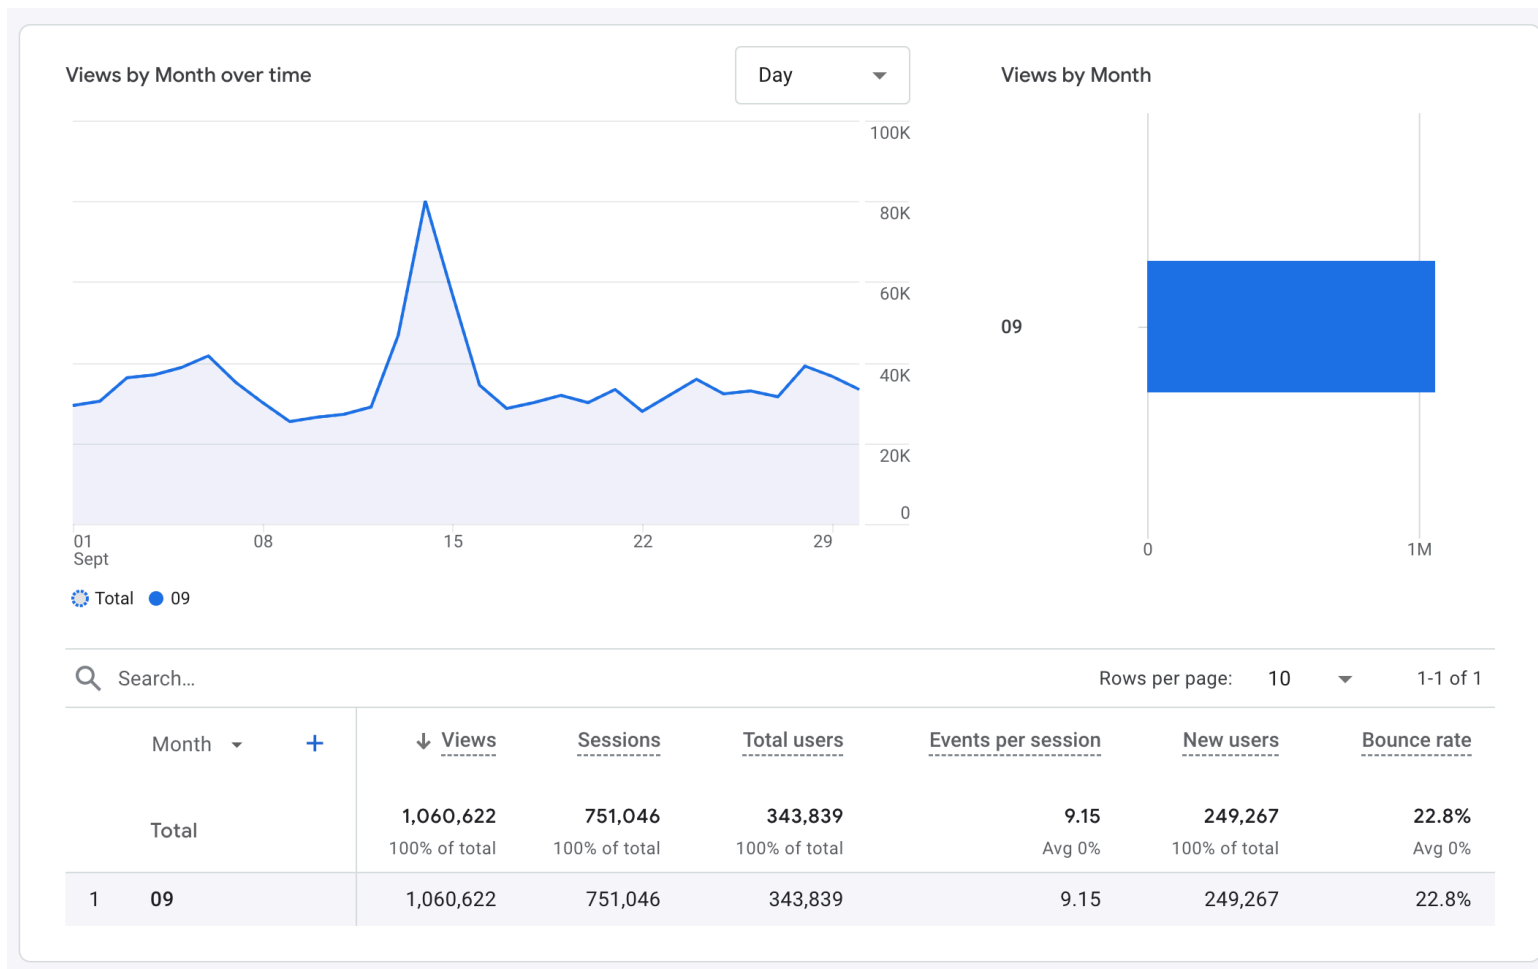 Views by Month over time
Day
100K
80K
60K
40K
20K
0
01 08 15 22 29
Sept
Total 09
Views by Month
09
0 1M
Search...
Rows per page: 10 1-1 of 1
Month + Views Sessions Total users Events per session New users Bounce rate
Total 1,060,622 751,046 343,839 9.15 249,267 22.8%
100% of total 100% of total 100% of total Avg 0% 100% of total Avg 0%
1 09 1,060,622 751,046 343,839 9.15 249,267 22.8%